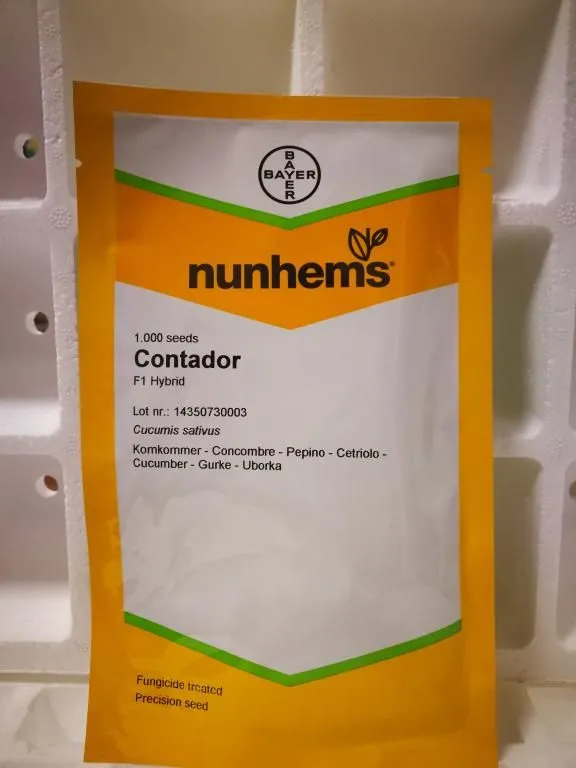 BAYER
BAYER
nunhems®
1.000 seeds
Contador
F1 Hybrid
Lot nr.: 14350730003
Cucumis sativus
Komkommer - Concombre - Pepino - Cetriolo -
Cucumber - Gurke - Uborka
Fungicide treated
Precision seed